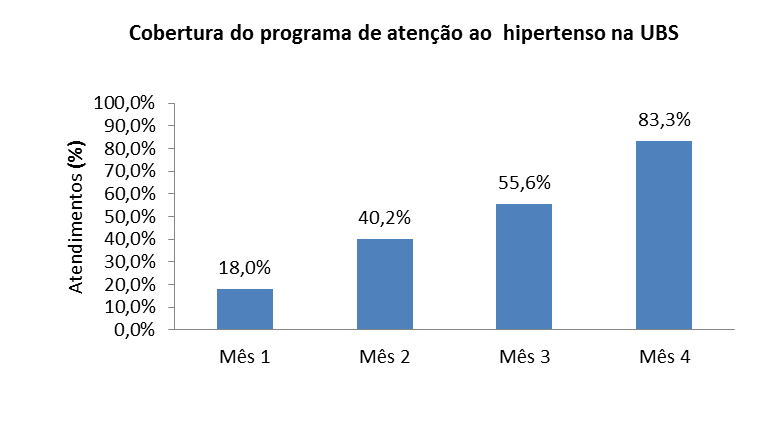 Cobertura do programa de atenção ao  hipertenso na UBS
Atendimentos (%)
100,0%
90,0%
80,0%
70,0%
60,0%
50,0%
40,0%
30,0%
20,0%
10,0%
0,0%
18,0%
40,2%
55,6%
83,3%
Mês 1
Mês 2
Mês 3
Mês 4